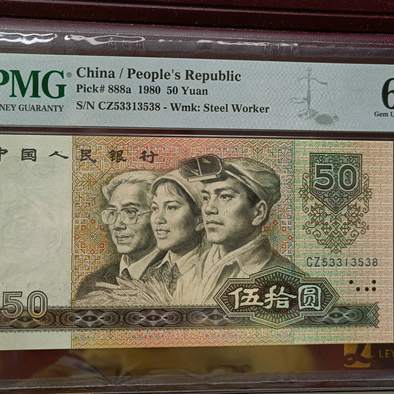 PMG
China / People's Republic
Pick# 888a 1980 50 Yuan
S/N CZ53313538 - Wmk: Steel Worker
NEY GUARANTY
6
Gem U
中国人民银行
50
CZ53313538
50
伍拾圆
LE